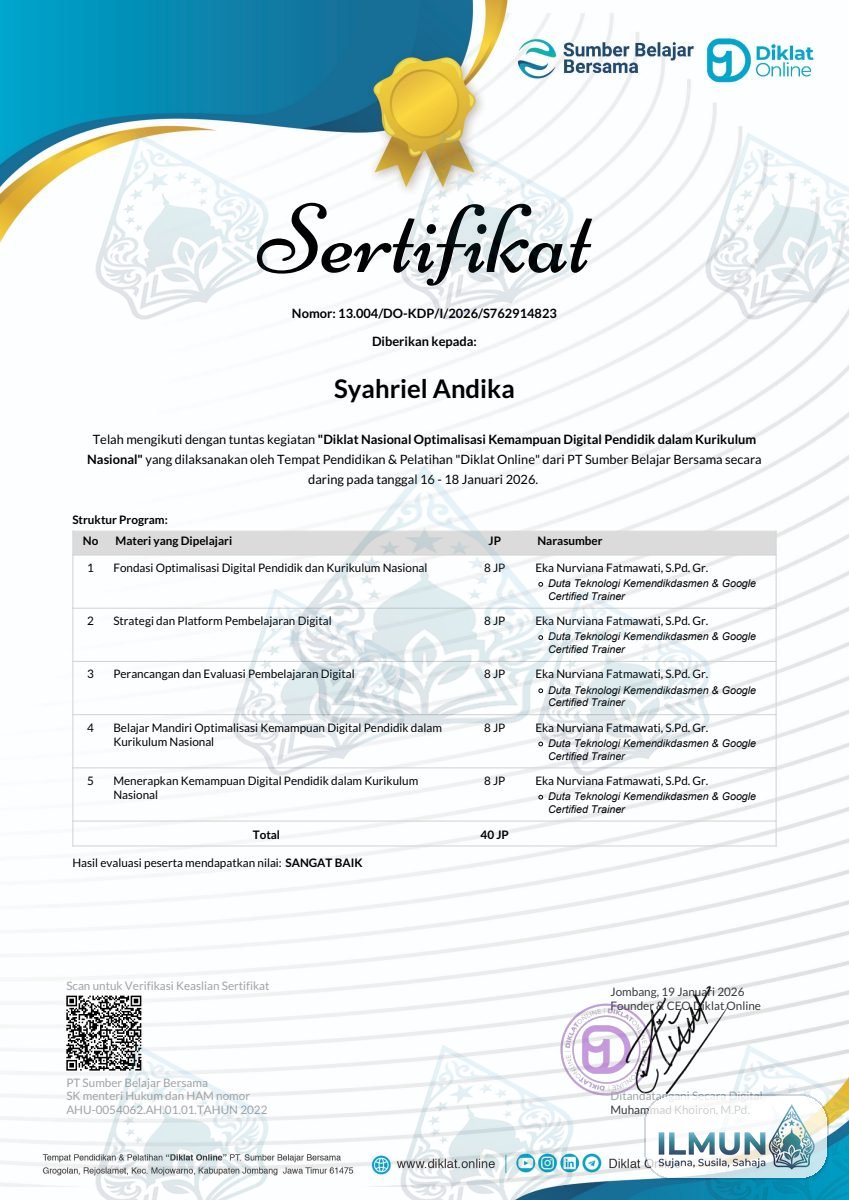 Sumber Belajar
Bersama
Diklat
Online
Sertifikat
Nomor: 13.004/DO-KDP/I/2026/S762914823
Diberikan kepada:
Syahriel Andika
Telah mengikuti dengan tuntas kegiatan "Diklat Nasional Optimalisasi Kemampuan Digital Pendidik dalam Kurikulum
Nasional" yang dilaksanakan oleh Tempat Pendidikan & Pelatihan "Diklat Online" dari PT Sumber Belajar Bersama secara
daring pada tanggal 16 - 18 Januari 2026.
Struktur Program:
No Materi yang Dipelajari JP Narasumber
1 Fondasi Optimalisasi Digital Pendidik dan Kurikulum Nasional 8 JP Eka Nurviana Fatmawati, S.Pd. Gr.
Duta Teknologi Kemendikdasmen & Google
Certified Trainer
2 Strategi dan Platform Pembelajaran Digital 8 JP Eka Nurviana Fatmawati, S.Pd. Gr.
Duta Teknologi Kemendikdasmen & Google
Certified Trainer
3 Perancangan dan Evaluasi Pembelajaran Digital 8 JP Eka Nurviana Fatmawati, S.Pd. Gr.
Duta Teknologi Kemendikdasmen & Google
Certified Trainer
4 Belajar Mandiri Optimalisasi Kemampuan Digital Pendidik dalam 8 JP Eka Nurviana Fatmawati, S.Pd. Gr.
Kurikulum Nasional Duta Teknologi Kemendikdasmen & Google
Certified Trainer
5 Menerapkan Kemampuan Digital Pendidik dalam Kurikulum 8 JP Eka Nurviana Fatmawati, S.Pd. Gr.
Nasional Duta Teknologi Kemendikdasmen & Google
Certified Trainer
Total 40 JP
Hasil evaluasi peserta mendapatkan nilai: SANGAT BAIK
Scan untuk Verifikasi Keaslian Sertifikat
PT Sumber Belajar Bersama
SK menteri Hukum dan HAM nomor
AHU-0054062.AH.01.01.TAHUN 2022
Jombang, 19 Januari 2026
Founder & CEO Diklat Online
DIKLATONLINE
Ditandatangani Secara Digital
Muhammad Khoiron, M.Pd.
Tempat Pendidikan & Pelatihan "Diklat Online" PT. Sumber Belajar Bersama
Grogolan, Rejoslamet, Kec. Mojowarno, Kabupaten Jombang Jawa Timur 61475
www.diklat.online
Diklat
ILMUN
Sujana, Susila, Sahaja